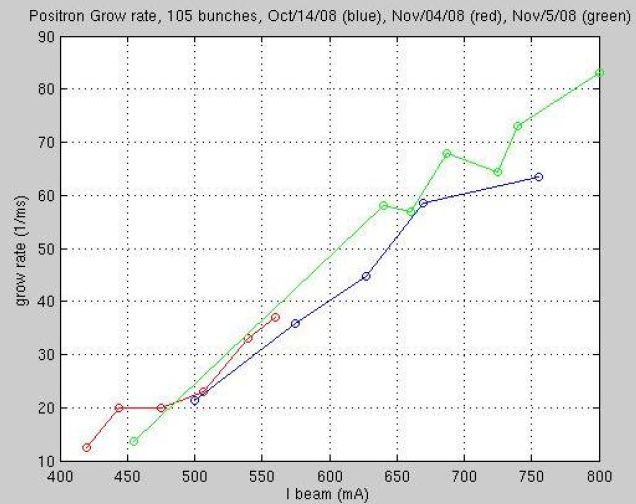 Positron Grow rate, 105 bunches, Oct/14/08 (blue), Nov/04/08 (red), Nov/5/08 (green)
90
80
70
60
50
40
30
20
10
grow rate (1/ms)
400 450 500 550 600 650 700 750 800
I beam (mA)